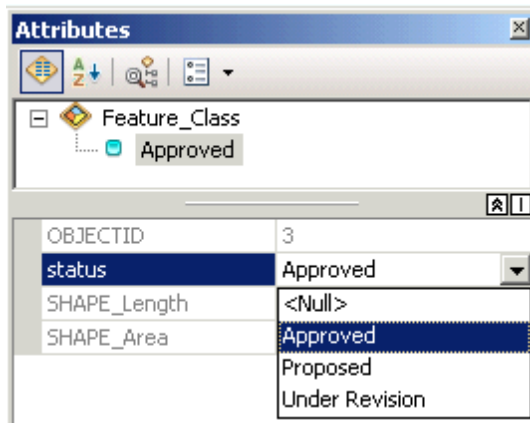 Attributes
Feature_Class
Approved
OBJECTID 3
status Approved
SHAPE_Length <Null>
SHAPE_Area Approved
Proposed
Under Revision